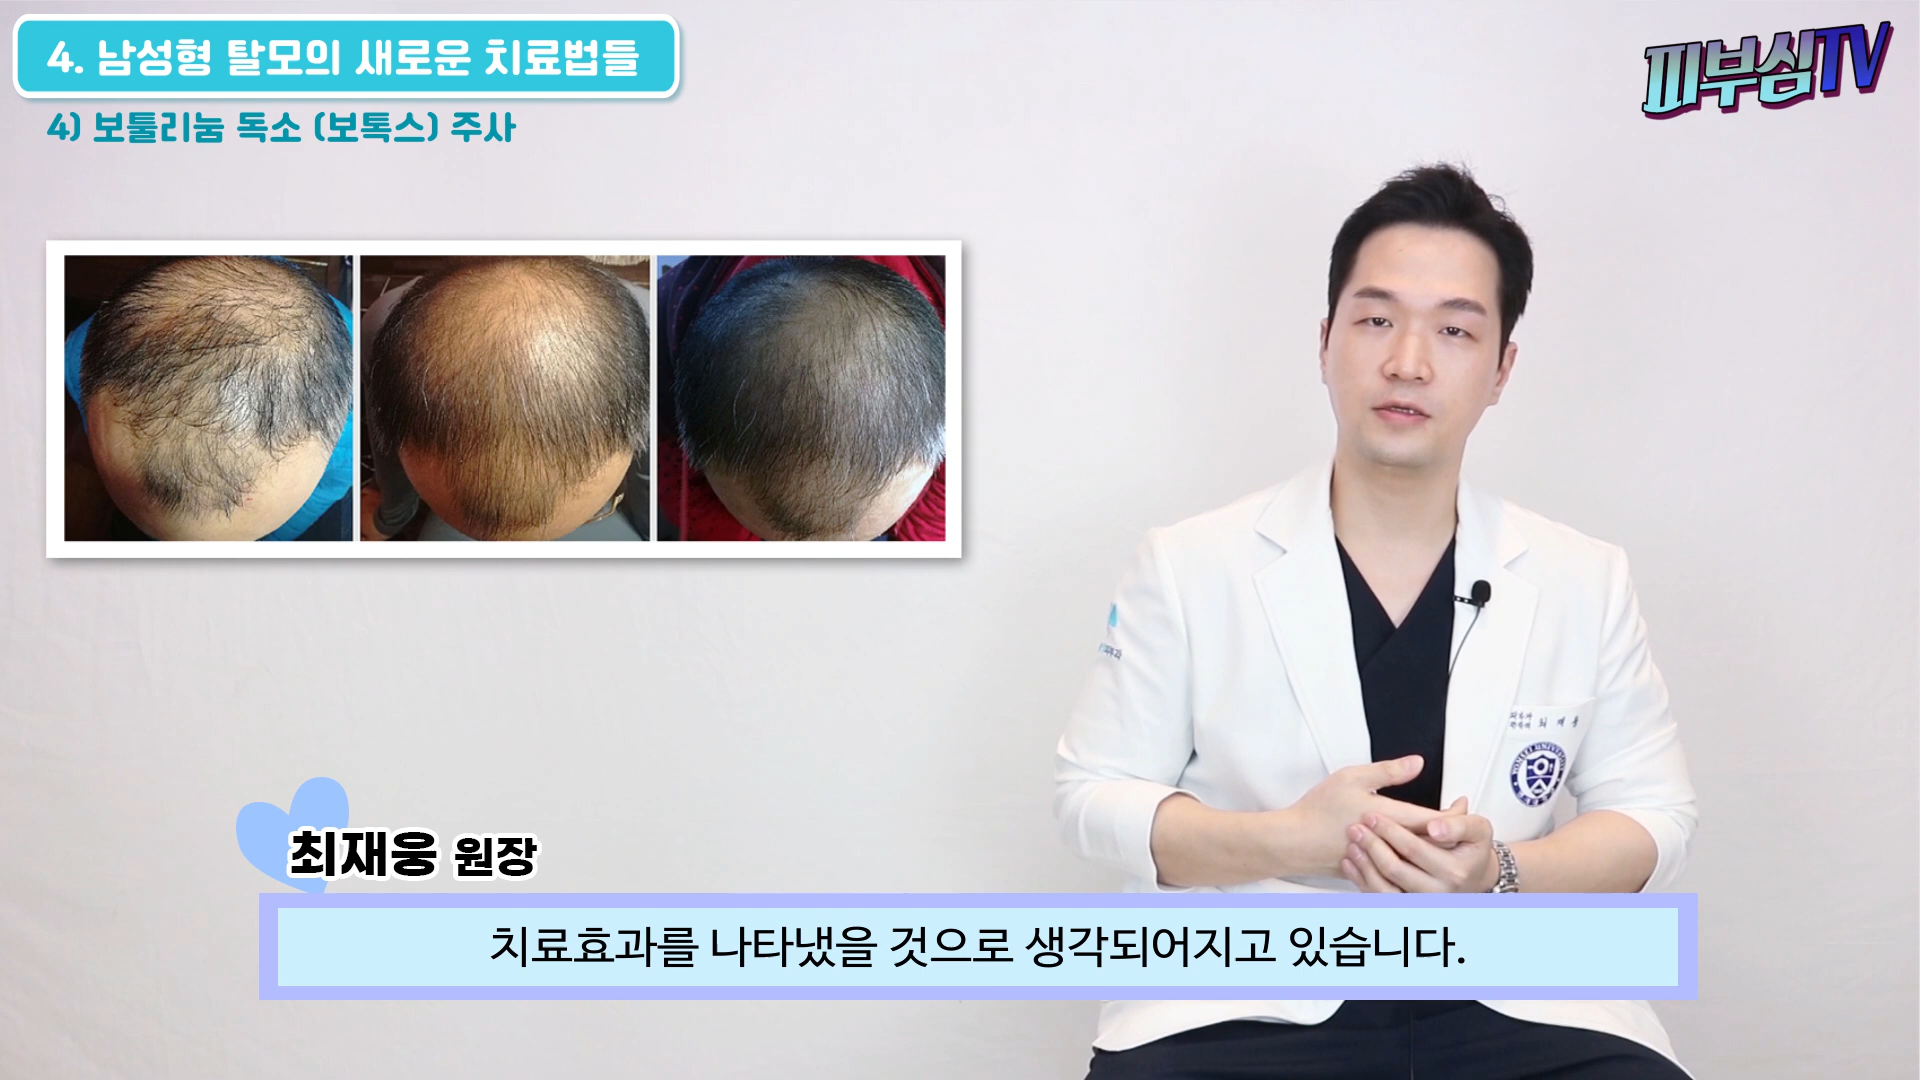 4. 남성형 탈모의 새로운 치료법들
피부심TV
4) 보툴리눔 독소 (보톡스) 주사
최재웅
최재웅 원장
치료효과를 나타냈을 것으로 생각되어지고 있습니다.